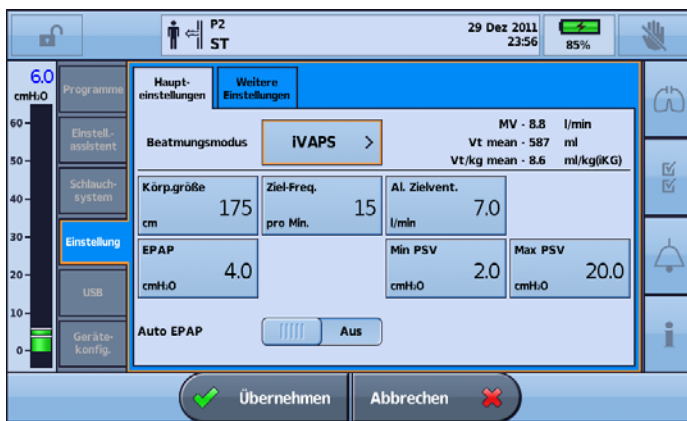 P2
ST
29 Dez 2011
23:56
85%
6.0
cmH₂O
60
50
40
30
20
10
0
Programme
Einstell.-
assistent
Schlauch-
system
Einstellung
USB
Geräte-
konfig.
Haupt-
einstellungen
Weitere
Einstellungen
Beatmungsmodus
iVAPS >
MV - 8.8 l/min
Vt mean - 587 ml
Vt/kg mean - 8.6 ml/kg(iKG)
Körp.größe
175
cm
Ziel-Freq.
15
pro Min.
Al. Zielvent.
7.0
l/min
EPAP
4.0
cmH₂O
Min PSV
2.0
cmH₂O
Max PSV
20.0
cmH₂O
Auto EPAP
Aus
Übernehmen
Abbrechen